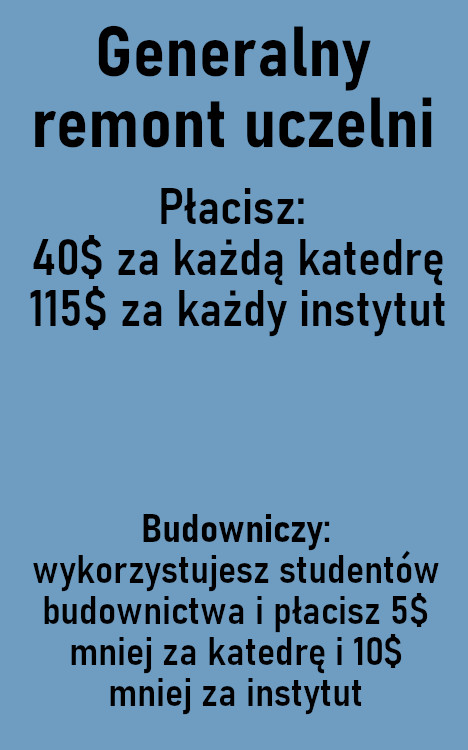 Generalny
remont uczelni
Płacisz:
40$ za każdą katedrę
115$ za każdy instytut
Budowniczy:
wykorzystujesz studentów
budownictwa i płacisz 5$
mniej za katedrę i 10$
mniej za instytut